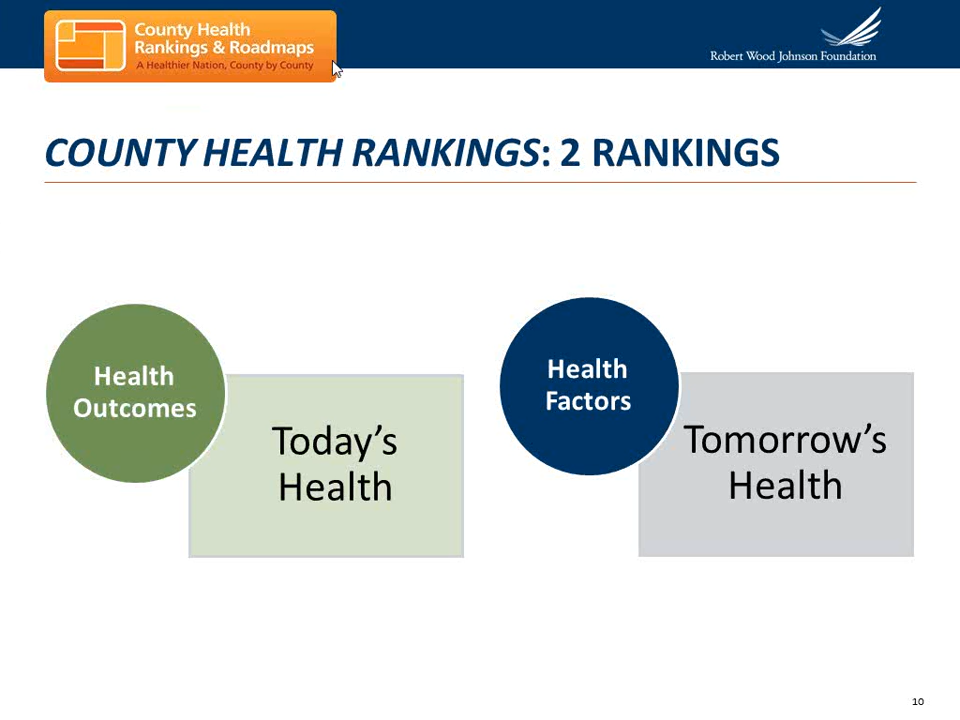 County Health
Rankings & Roadmaps
A Healthier Nation, County by County
Robert Wood Johnson Foundation
COUNTY HEALTH RANKINGS: 2 RANKINGS
Health
Outcomes
Today’s
Health
Health
Factors
Tomorrow’s
Health
10